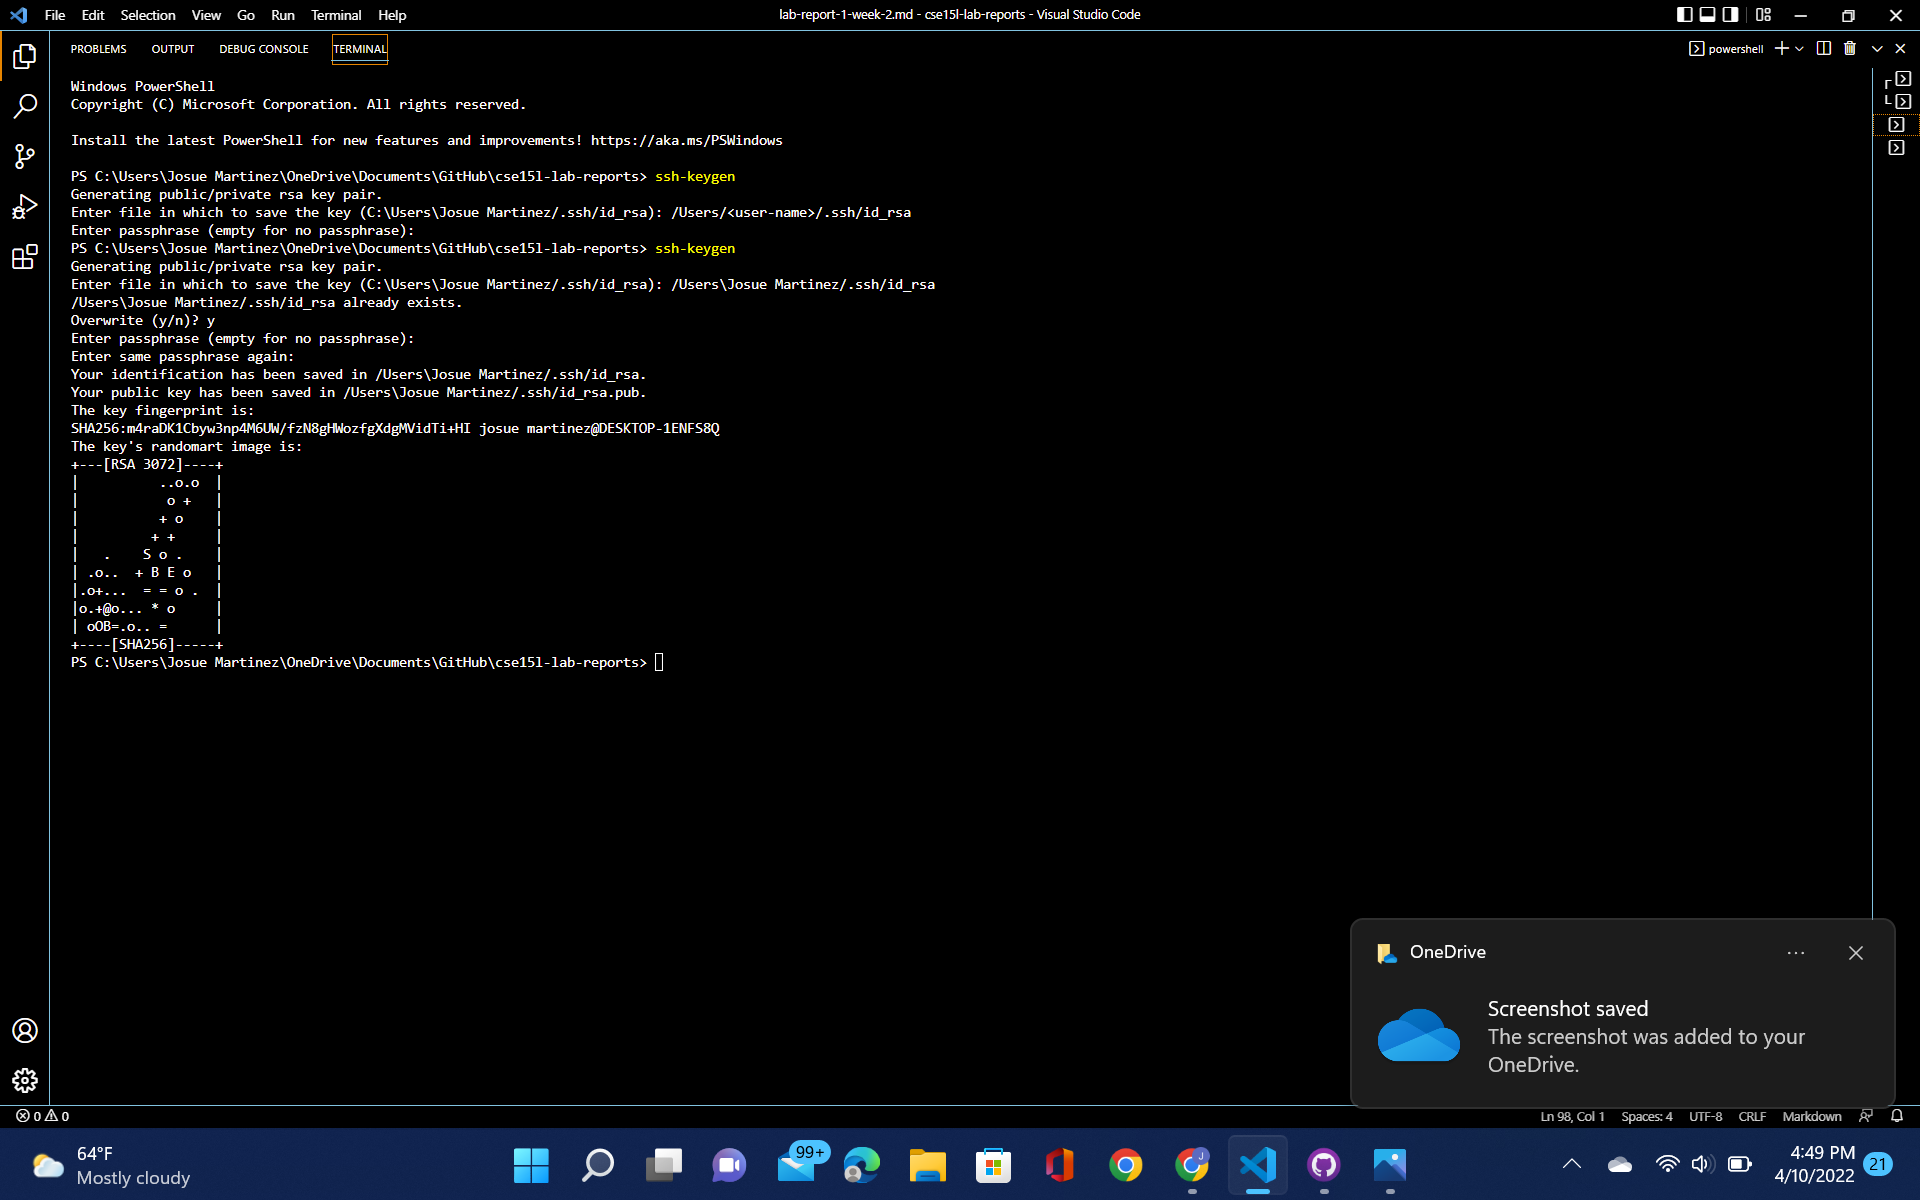 File Edit Selection View Go Run Terminal Help
lab-report-1-week-2.md - cse15l-lab-reports - Visual Studio Code
PROBLEMS OUTPUT DEBUG CONSOLE TERMINAL
powershell
Windows PowerShell
Copyright (C) Microsoft Corporation. All rights reserved.
Install the latest PowerShell for new features and improvements! https://aka.ms/PSWindows
PS C:\Users\Josue Martinez\OneDrive\Documents\GitHub\cse15l-lab-reports> ssh-keygen
Generating public/private rsa key pair.
Enter file in which to save the key (C:\Users\Josue Martinez/.ssh/id_rsa): /Users/<user-name>/.ssh/id_rsa
Enter passphrase (empty for no passphrase):
PS C:\Users\Josue Martinez\OneDrive\Documents\GitHub\cse15l-lab-reports> ssh-keygen
Generating public/private rsa key pair.
Enter file in which to save the key (C:\Users\Josue Martinez/.ssh/id_rsa): /Users\Josue Martinez/.ssh/id_rsa
/Users\Josue Martinez/.ssh/id_rsa already exists.
Overwrite (y/n)? y
Enter passphrase (empty for no passphrase):
Enter same passphrase again:
Your identification has been saved in /Users\Josue Martinez/.ssh/id_rsa.
Your public key has been saved in /Users\Josue Martinez/.ssh/id_rsa.pub.
The key fingerprint is:
SHA256:m4raDK1Cbyw3np4M6UW/fzN8gHWozfgXdgMVidTi+HI josue martinez@DESKTOP-1ENFS8Q
The key's randomart image is:
+---[RSA 3072]----+
|          ..o.o  |
|           o +   |
|          + o    |
|         + +     |
|   .    S o .    |
| .o..  + B E o   |
|.o+...  = = o .  |
|o.+@o... * o     |
| oOB=.o.. =      |
+----[SHA256]-----+
PS C:\Users\Josue Martinez\OneDrive\Documents\GitHub\cse15l-lab-reports>
OneDrive
Screenshot saved
The screenshot was added to your
OneDrive.
0 0
Ln 98, Col 1 Spaces: 4 UTF-8 CRLF Markdown
64°F
Mostly cloudy
99+
J
4:49 PM
4/10/2022
21